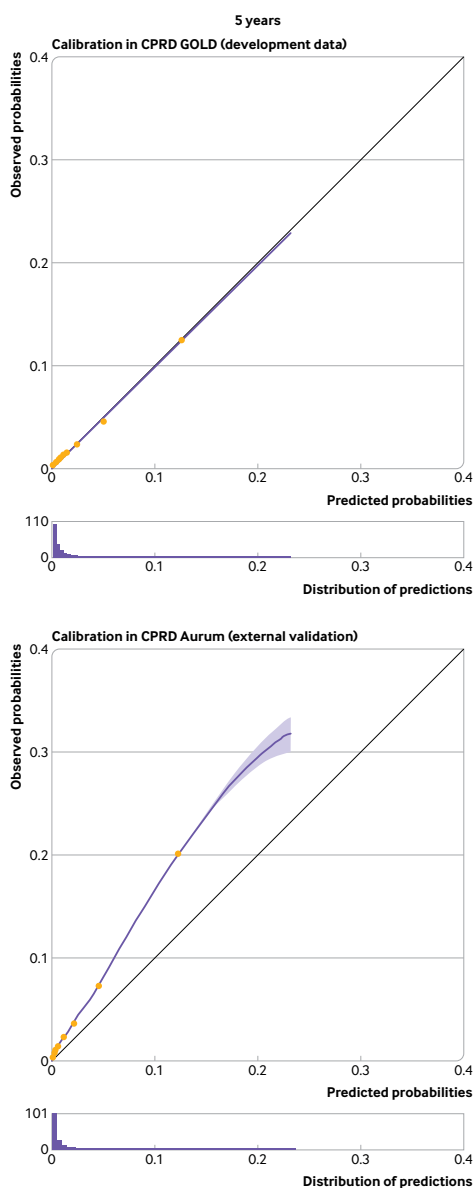 5 years
Calibration in CPRD GOLD (development data)
Observed probabilities
0.4
0.3
0.2
0.1
0
0 0.1 0.2 0.3 0.4
Predicted probabilities
110
0
0 0.1 0.2 0.3 0.4
Distribution of predictions
Calibration in CPRD Aurum (external validation)
Observed probabilities
0.4
0.3
0.2
0.1
0
0 0.1 0.2 0.3 0.4
Predicted probabilities
101
0
0 0.1 0.2 0.3 0.4
Distribution of predictions